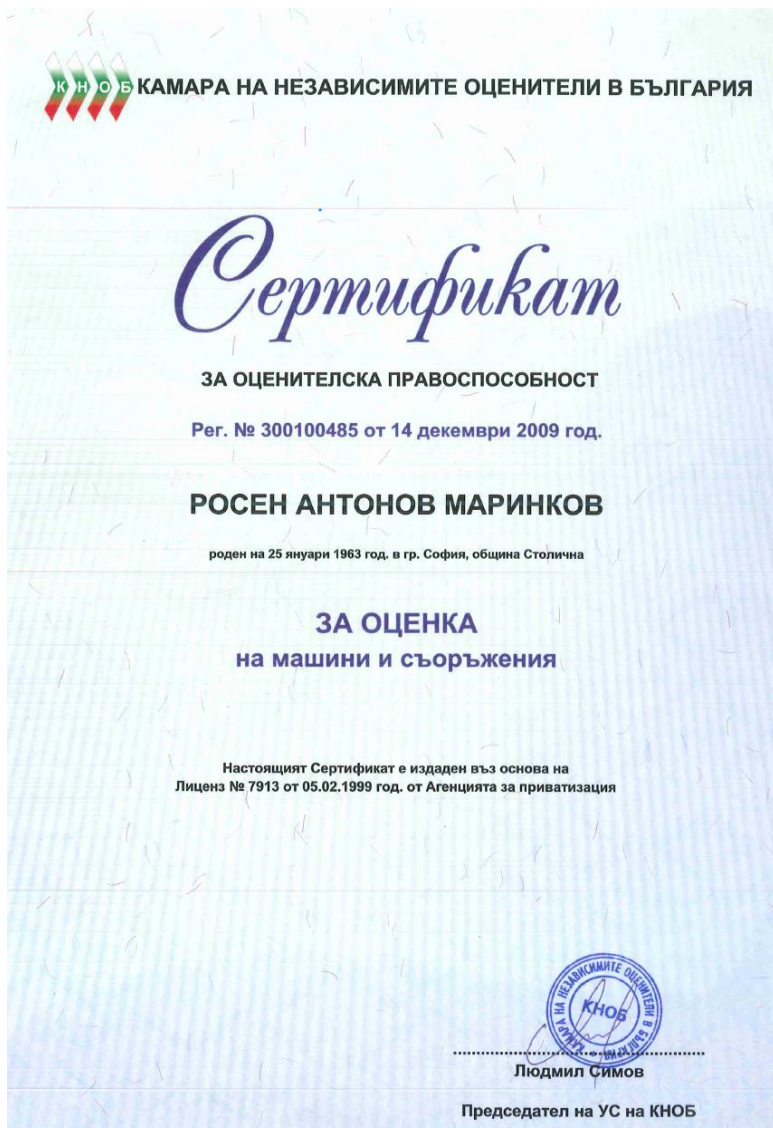 КНОБ КАМАРА НА НЕЗАВИСИМИТЕ ОЦЕНИТЕЛИ В БЪЛГАРИЯ
Сертификат
ЗА ОЦЕНИТЕЛСКА ПРАВОСПОСОБНОСТ
Рег. № 300100485 от 14 декември 2009 год.
РОСЕН АНТОНОВ МАРИНКОВ
роден на 25 януари 1963 год. в гр. София, община Столична
ЗА ОЦЕНКА
на машини и съоръжения
Настоящият Сертификат е издаден въз основа на
Лиценз № 7913 от 05.02.1999 год. от Агенцията за приватизация
КАМАРА НА НЕЗАВИСИМИТЕ ОЦЕНИТЕЛИ В БЪЛГАРИЯ
КНОБ
Людмил Симов
Председател на УС на КНОБ